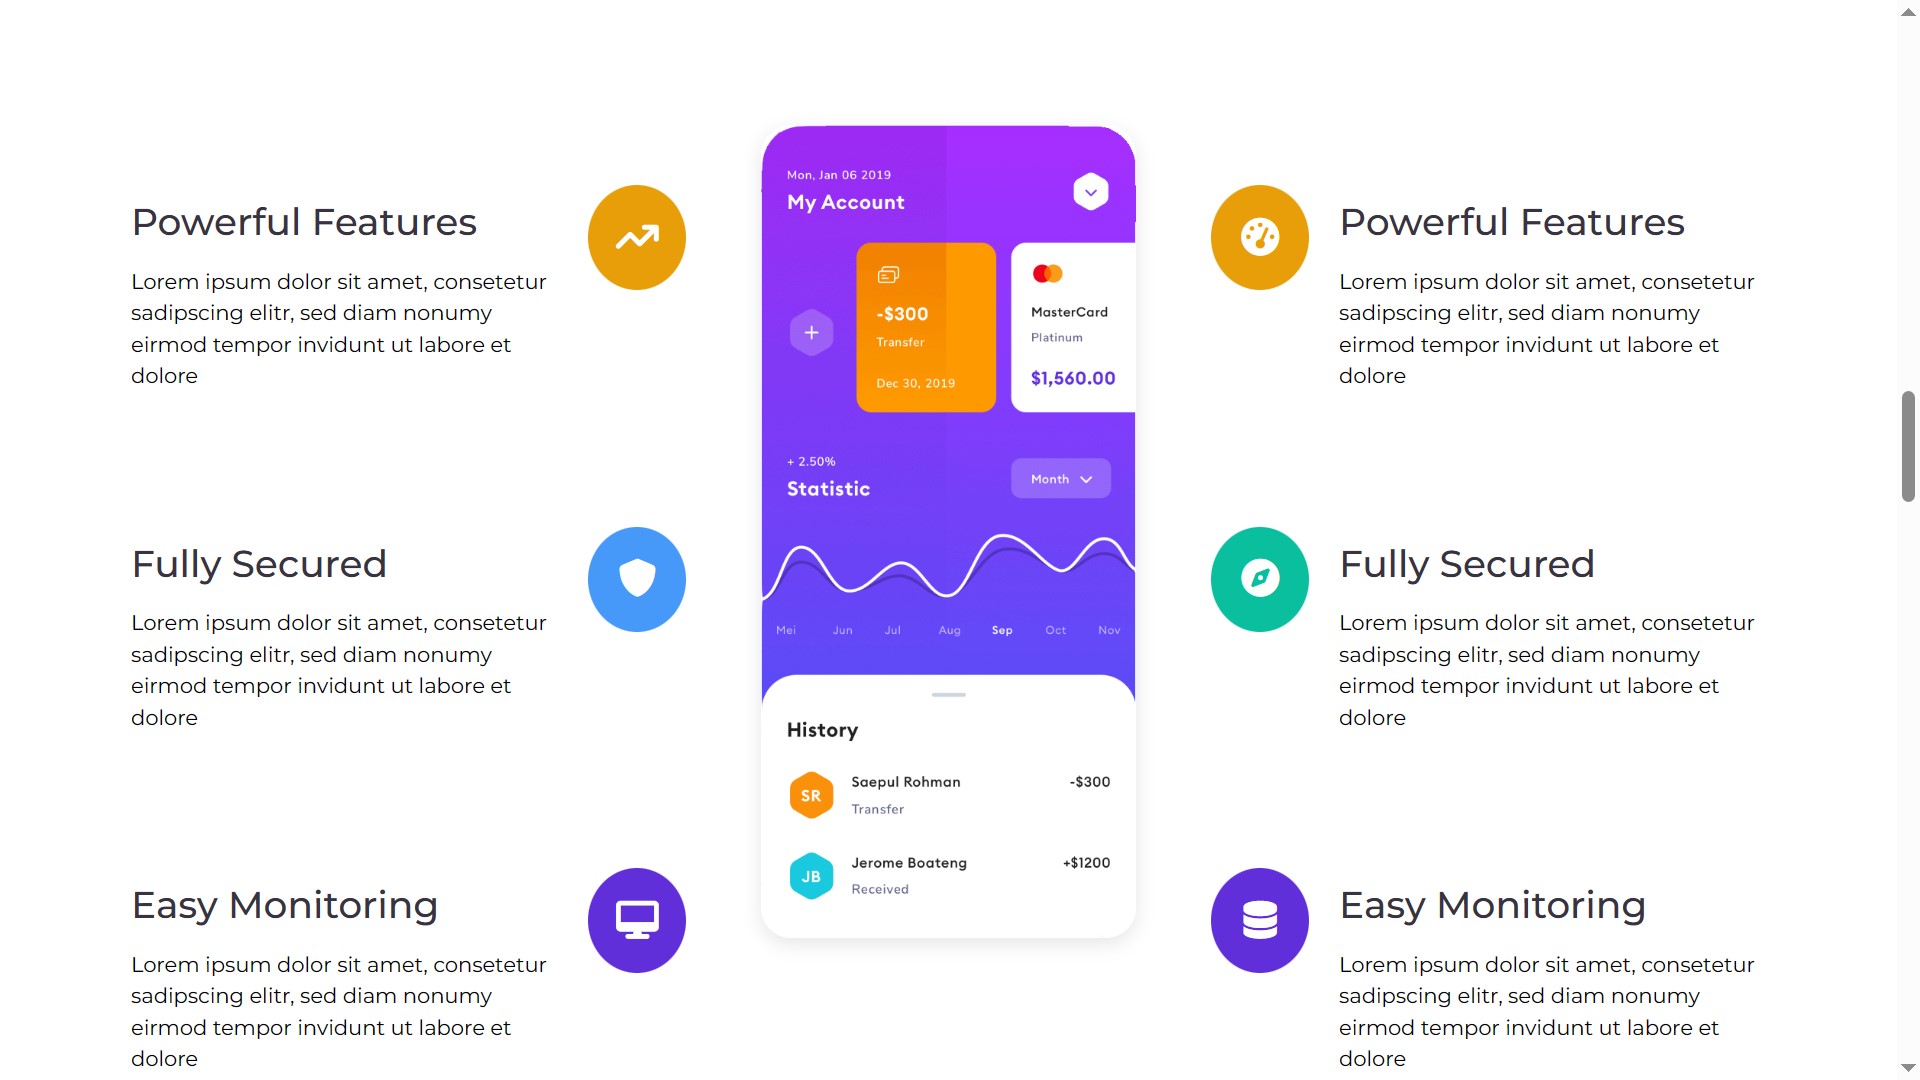 Powerful Features
Lorem ipsum dolor sit amet, consetetur
sadipscing elitr, sed diam nonumy
eirmod tempor invidunt ut labore et
dolore
Fully Secured
Lorem ipsum dolor sit amet, consetetur
sadipscing elitr, sed diam nonumy
eirmod tempor invidunt ut labore et
dolore
Easy Monitoring
Lorem ipsum dolor sit amet, consetetur
sadipscing elitr, sed diam nonumy
eirmod tempor invidunt ut labore et
dolore
Mon, Jan 06 2019
My Account
-$300
Transfer
Dec 30, 2019
MasterCard
Platinum
$1,560.00
+ 2.50%
Statistic
Month
Mei Jun Jul Aug Sep Oct Nov
History
SR
Saepul Rohman -$300
Transfer
JB
Jerome Boateng +$1200
Received
Powerful Features
Lorem ipsum dolor sit amet, consetetur
sadipscing elitr, sed diam nonumy
eirmod tempor invidunt ut labore et
dolore
Fully Secured
Lorem ipsum dolor sit amet, consetetur
sadipscing elitr, sed diam nonumy
eirmod tempor invidunt ut labore et
dolore
Easy Monitoring
Lorem ipsum dolor sit amet, consetetur
sadipscing elitr, sed diam nonumy
eirmod tempor invidunt ut labore et
dolore